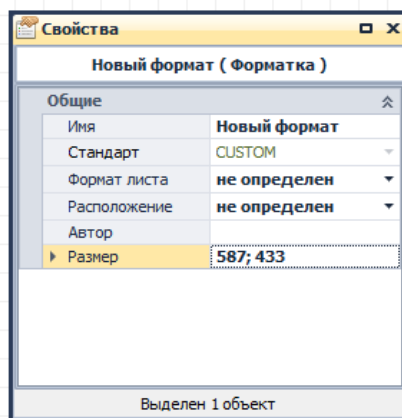 Свойства
Новый формат ( Форматка )
Общие
Имя Новый формат
Стандарт CUSTOM
Формат листа не определен
Расположение не определен
Автор
Размер 587; 433
Выделен 1 объект